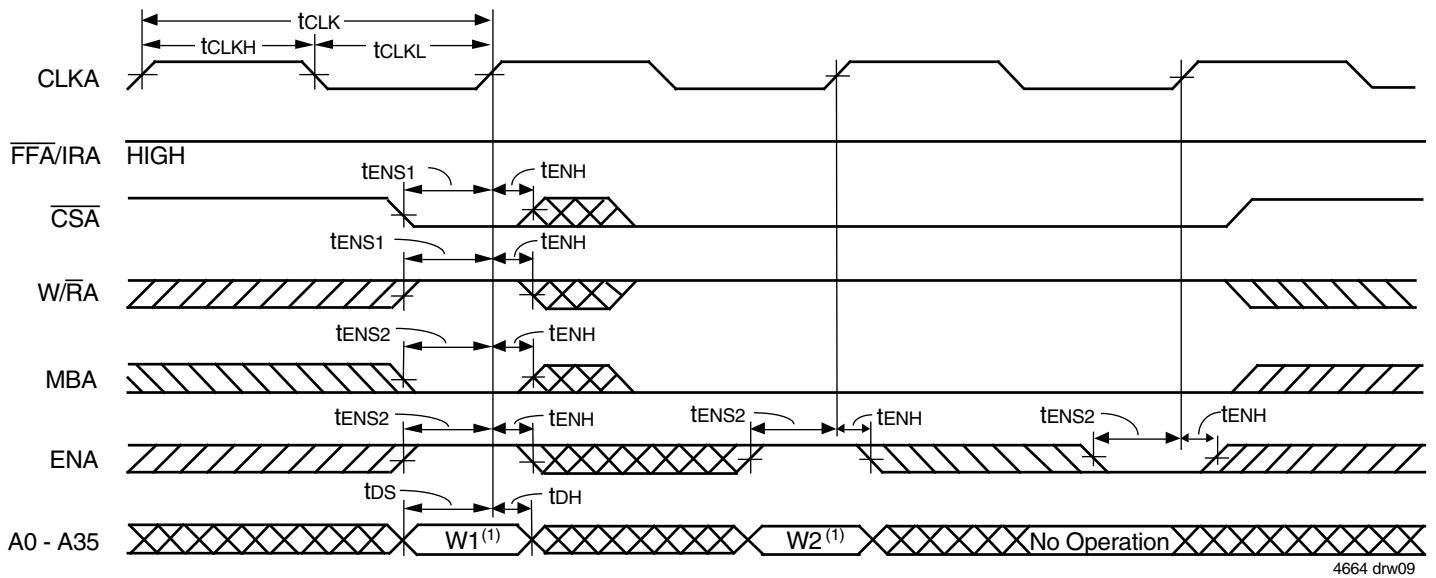 tCLK
tCLKH
tCLKL
CLKA
FFA/IRA HIGH
tENS1
tENH
CSA
tENS1
tENH
W/RA
tENS2
tENH
MBA
tENS2
tENH
tENS2
tENH
tENS2
tENH
ENA
tDS
tDH
A0 - A35
W1(1)
W2(1)
No Operation
4664 drw09